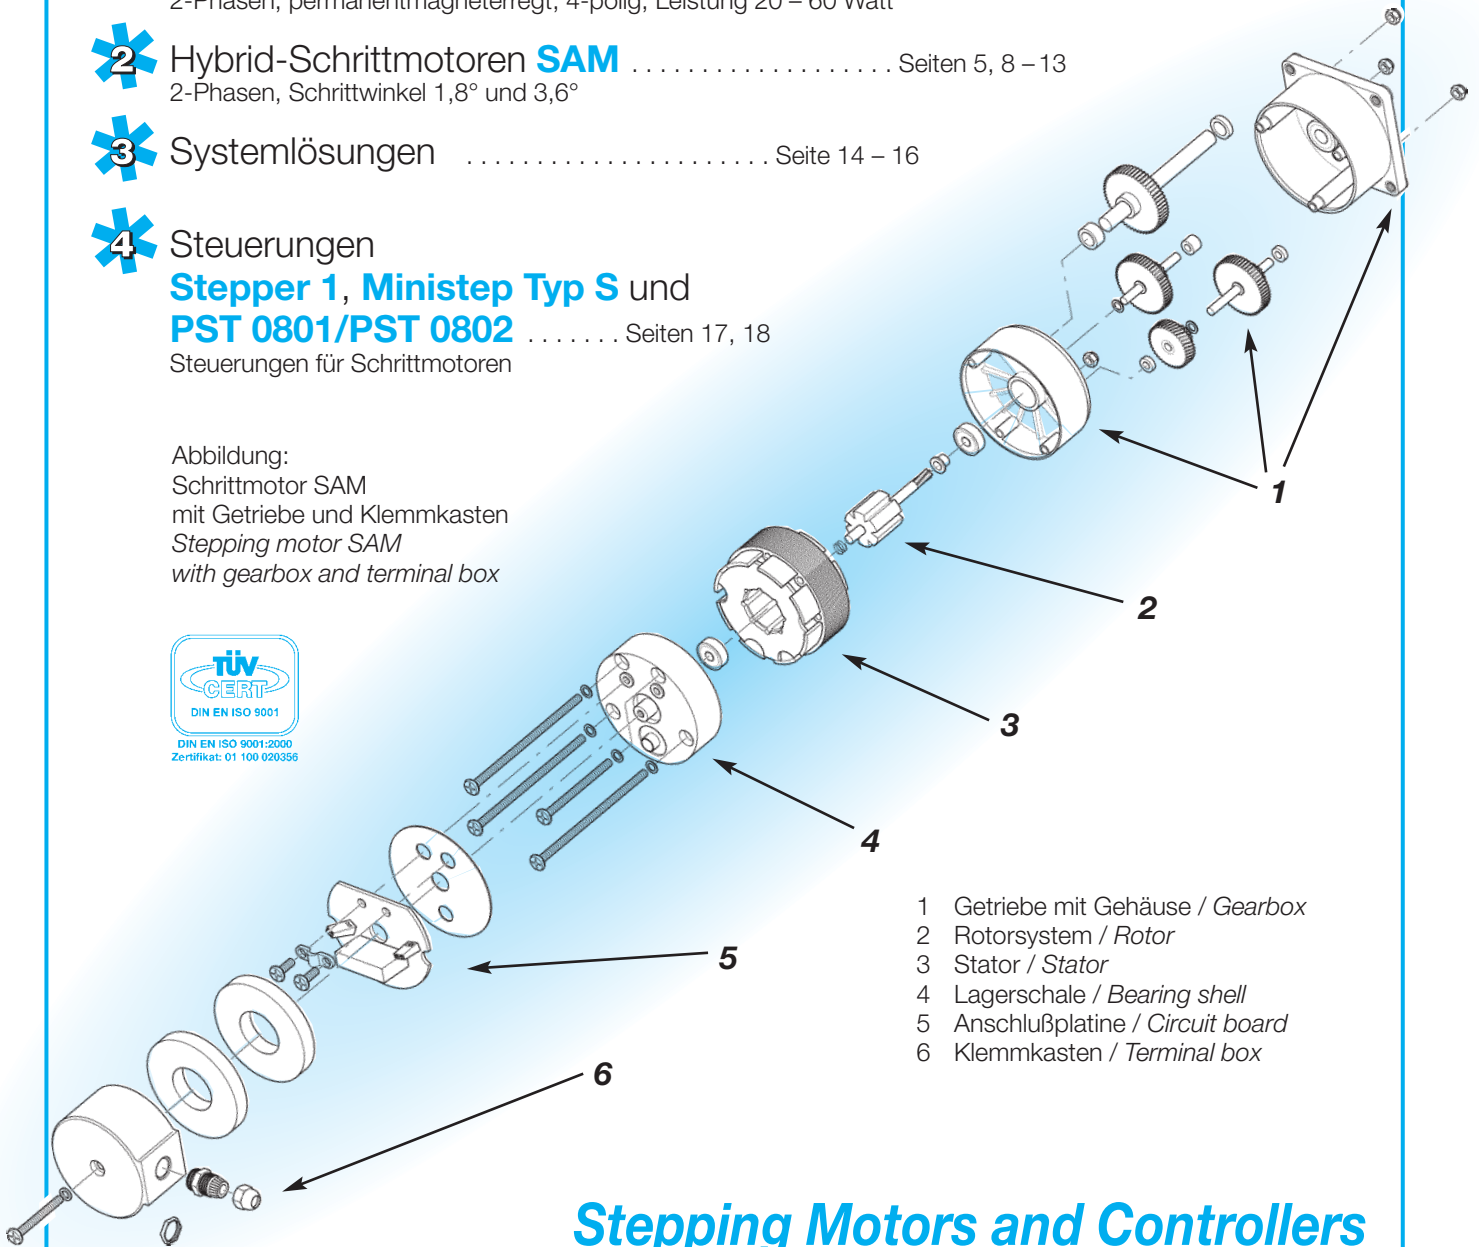 2-Phasen, permanentmagneterregt, 4-polig, Leistung 20 – 60 Watt
2 Hybrid-Schrittmotoren SAM . . . . . . . . . . . . . . . . . . . Seiten 5, 8 – 13
2-Phasen, Schrittwinkel 1,8° und 3,6°
3 Systemlösungen . . . . . . . . . . . . . . . . . . . . . . Seite 14 – 16
4 Steuerungen
Stepper 1, Ministep Typ S und
PST 0801/PST 0802 . . . . . . . Seiten 17, 18
Steuerungen für Schrittmotoren
Abbildung:
Schrittmotor SAM
mit Getriebe und Klemmkasten
Stepping motor SAM
with gearbox and terminal box
TÜV
CERT
DIN EN ISO 9001
DIN EN ISO 9001:2000
Zertifikat: 01 100 020356
1
2
3
4
5
6
1 Getriebe mit Gehäuse / Gearbox
2 Rotorsystem / Rotor
3 Stator / Stator
4 Lagerschale / Bearing shell
5 Anschlußplatine / Circuit board
6 Klemmkasten / Terminal box
Stepping Motors and Controllers